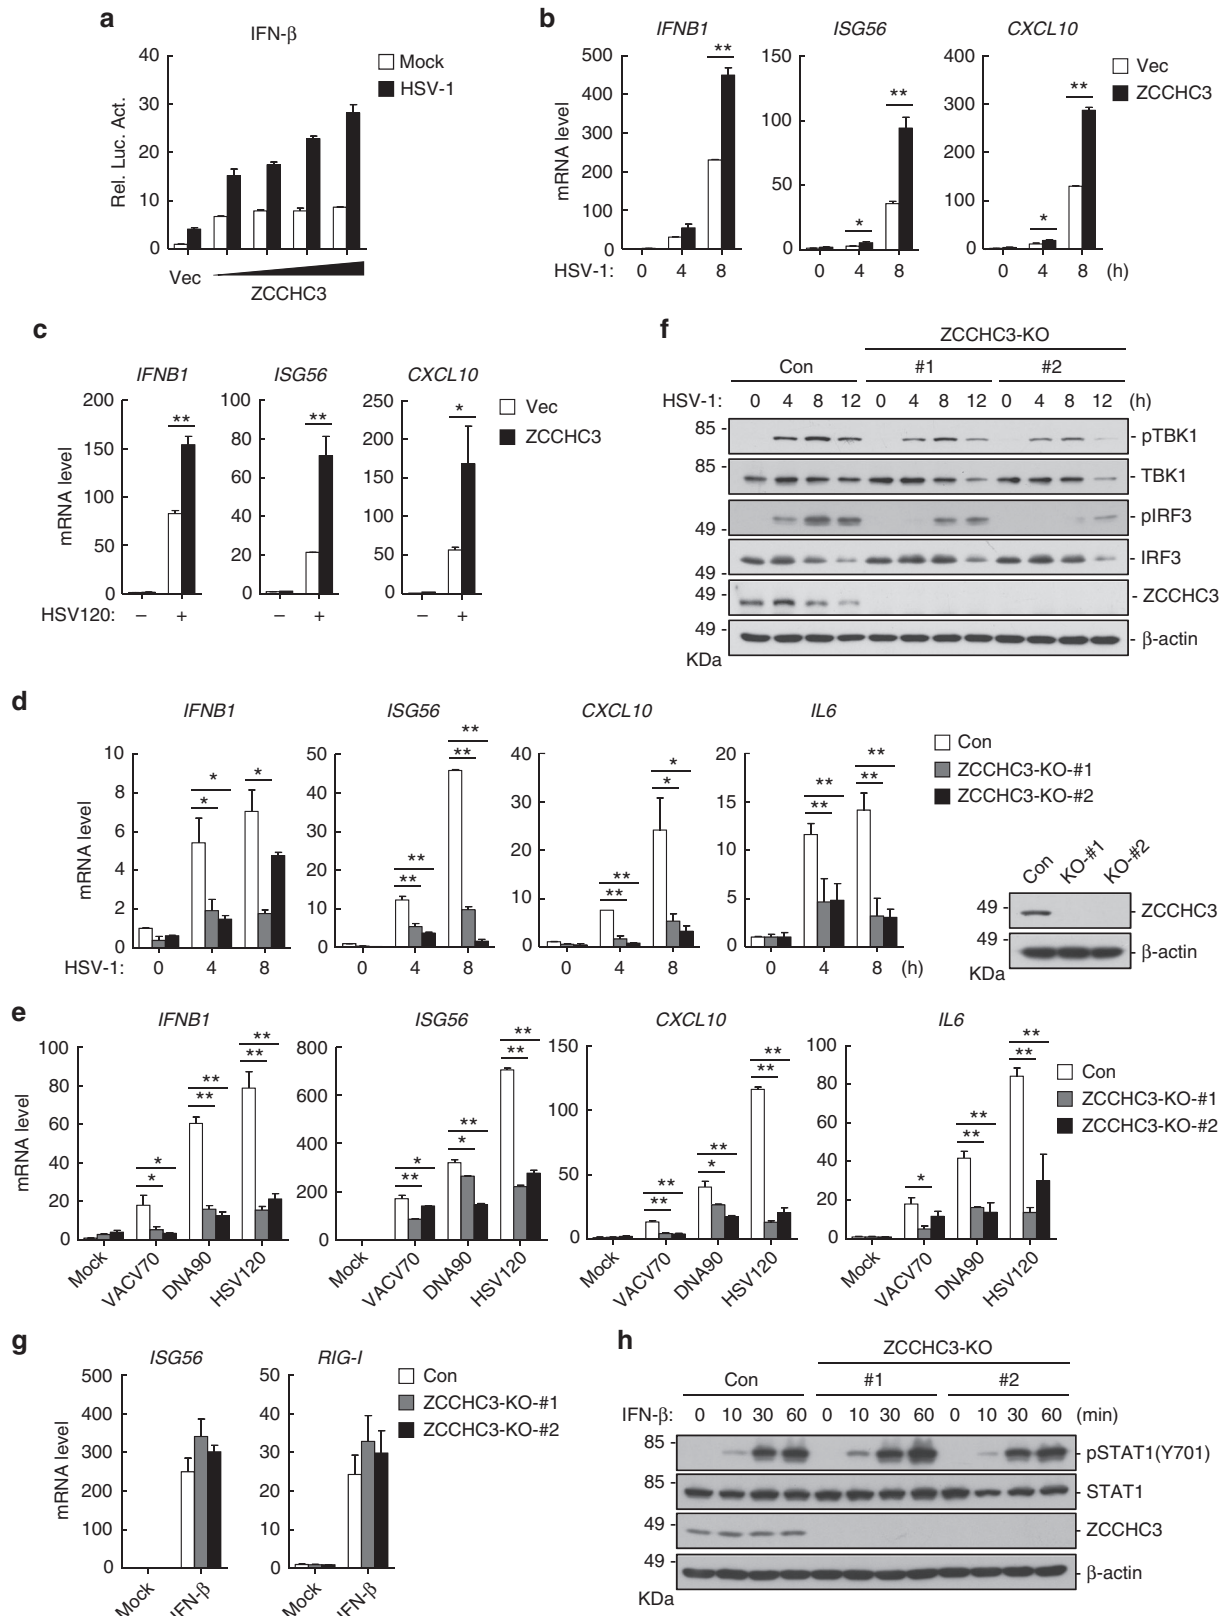 a
IFN-β
40
30
20
10
0
Rel. Luc. Act.
Mock
HSV-1
Vec
ZCCHC3
b
IFNB1
500
400
300
200
100
0
mRNA level
**
HSV-1: 0 4 8
ISG56
150
100
50
0
*
**
0 4 8
CXCL10
400
300
200
100
0
*
**
0 4 8 (h)
Vec
ZCCHC3
c
IFNB1
200
150
100
50
0
mRNA level
**
HSV120: – +
ISG56
100
80
60
40
20
0
**
– +
CXCL10
250
200
150
100
50
0
*
– +
Vec
ZCCHC3
f
ZCCHC3-KO
Con #1 #2
HSV-1: 0 4 8 12 0 4 8 12 0 4 8 12 (h)
85 - - pTBK1
85 - - TBK1
49 - - pIRF3
49 - - IRF3
49 - - ZCCHC3
49 - - β-actin
KDa
d
IFNB1
10
8
6
4
2
0
mRNA level
*
*
*
HSV-1: 0 4 8
ISG56
50
40
30
20
10
0
**
**
**
**
0 4 8
CXCL10
40
30
20
10
0
**
**
*
*
0 4 8
IL6
20
15
10
5
0
**
**
**
**
0 4 8 (h)
Con
ZCCHC3-KO-#1
ZCCHC3-KO-#2
Con KO-#1 KO-#2
49 - - ZCCHC3
49 - - β-actin
KDa
e
IFNB1
100
80
60
40
20
0
mRNA level
*
*
**
**
**
**
Mock VACV70 DNA90 HSV120
ISG56
800
600
400
200
0
*
**
**
*
**
**
Mock VACV70 DNA90 HSV120
CXCL10
150
100
50
0
**
**
**
*
**
**
Mock VACV70 DNA90 HSV120
IL6
100
80
60
40
20
0
*
**
**
**
**
Mock VACV70 DNA90 HSV120
Con
ZCCHC3-KO-#1
ZCCHC3-KO-#2
g
ISG56
500
400
300
200
100
0
mRNA level
Mock IFN-β
RIG-I
50
40
30
20
10
0
Mock IFN-β
Con
ZCCHC3-KO-#1
ZCCHC3-KO-#2
h
ZCCHC3-KO
Con #1 #2
IFN-β: 0 10 30 60 0 10 30 60 0 10 30 60 (min)
85 - - pSTAT1(Y701)
85 - - STAT1
49 - - ZCCHC3
49 - - β-actin
KDa